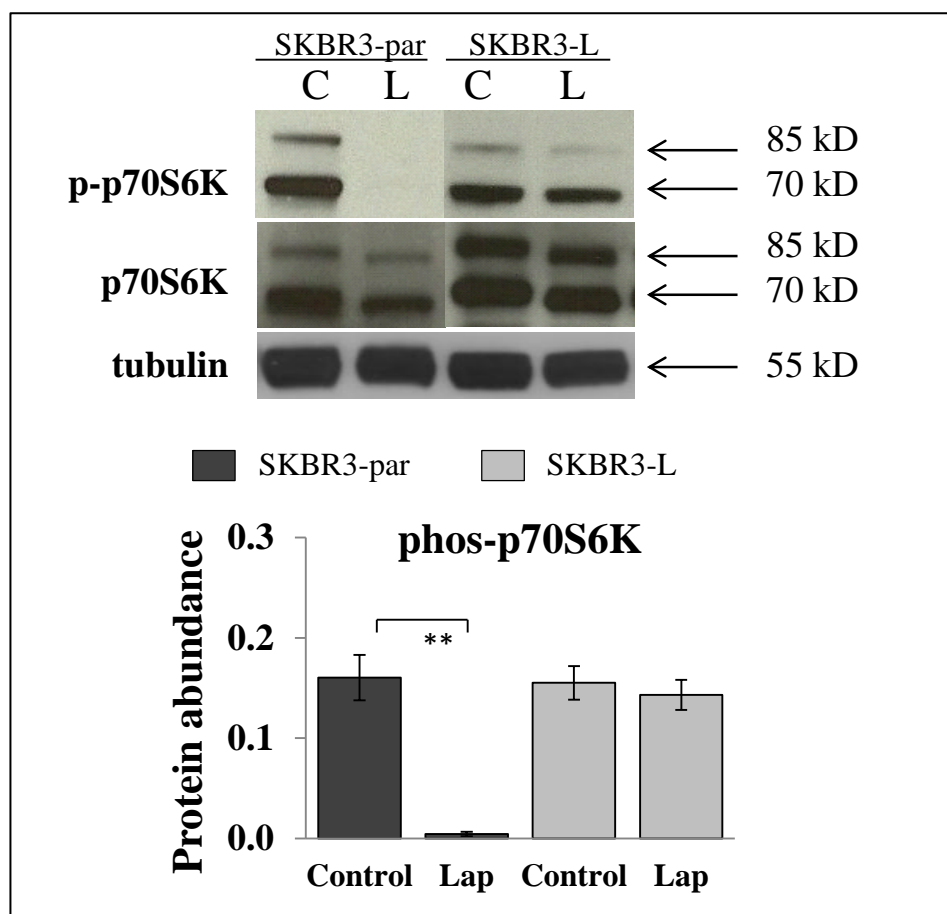 SKBR3-par SKBR3-L
C L C L
85 kD
p-p70S6K 70 kD
85 kD
p70S6K 70 kD
tubulin 55 kD
SKBR3-par SKBR3-L
phos-p70S6K
Protein abundance
0.3
**
0.2
0.1
0.0
Control Lap Control Lap